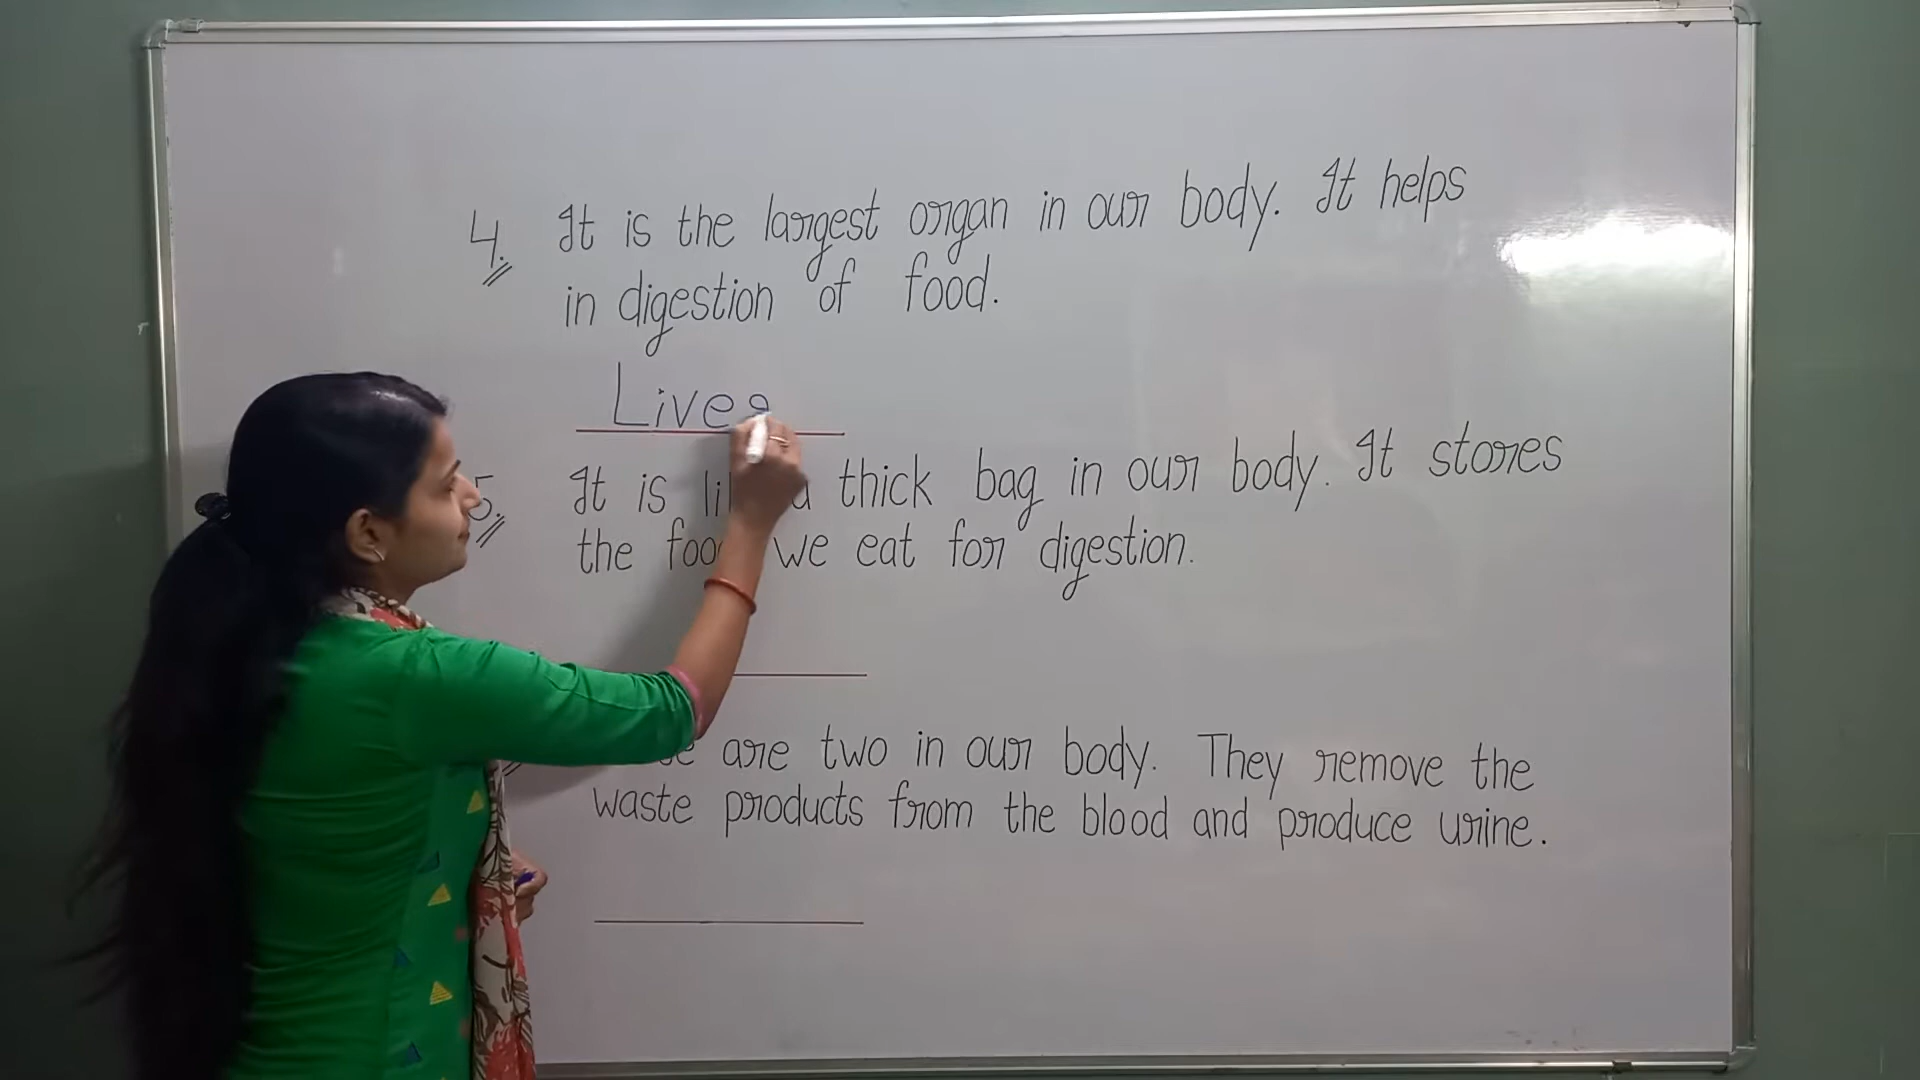 4. It is the largest organ in our body. It helps
in digestion of food.
Live
5. It is a thick bag in our body. It stores
the we eat for digestion.
are two in our body. They remove the
waste products from the blood and produce urine.